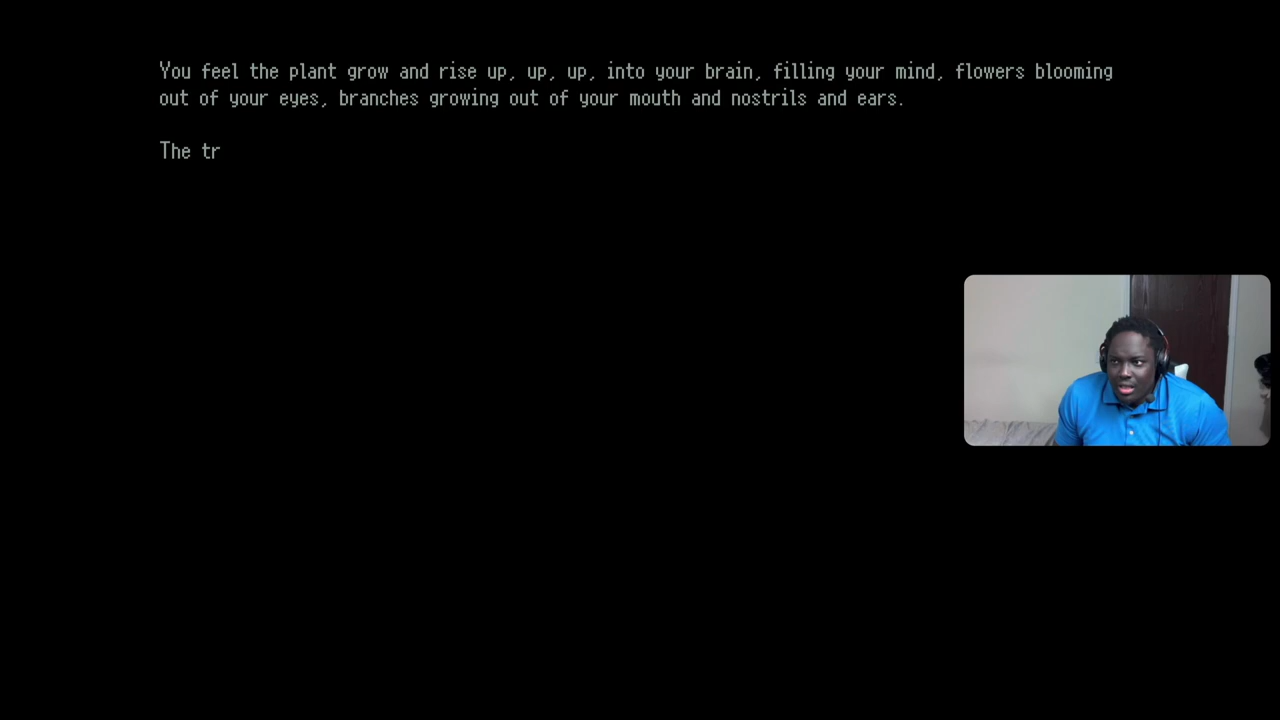 You feel the plant grow and rise up, up, up, into your brain, filling your mind, flowers blooming
out of your eyes, branches growing out of your mouth and nostrils and ears.
The tr